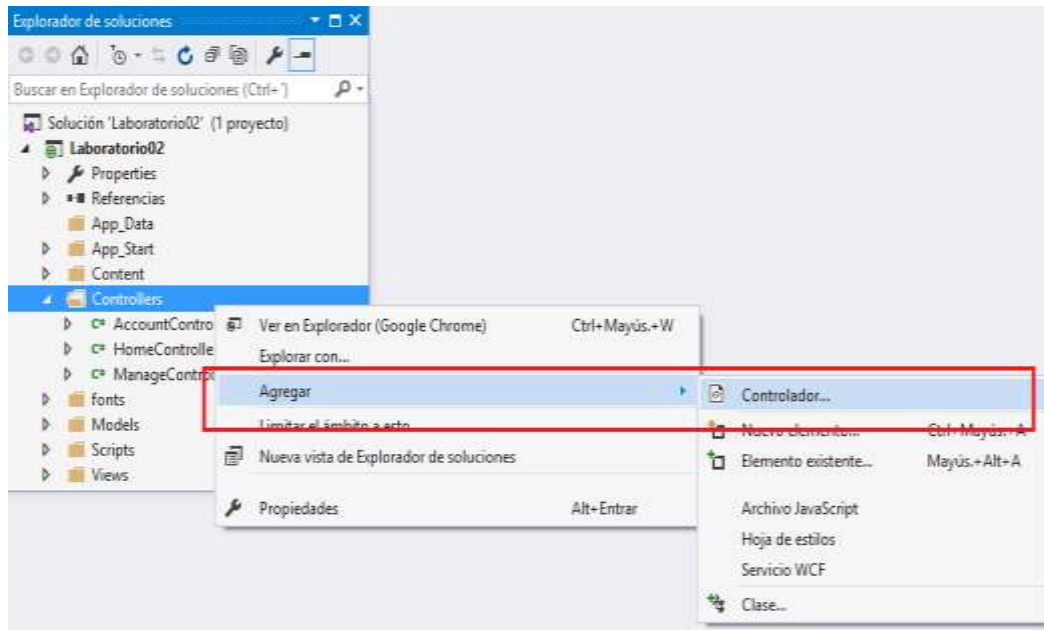 Explorador de soluciones
Buscar en Explorador de soluciones (Ctrl+´)
Solución 'Laboratorio02' (1 proyecto)
Laboratorio02
Properties
Referencias
App_Data
App_Start
Content
Controllers
AccountContro
HomeControlle
ManageControl
fonts
Models
Scripts
Views
Ver en Explorador (Google Chrome) Ctrl+Mayús.+W
Explorar con...
Agregar
Limitar el ámbito a esto
Nueva vista de Explorador de soluciones
Propiedades Alt+Entrar
Controlador...
Nuevo elemento... Ctrl+Mayús.+A
Elemento existente... Mayús.+Alt+A
Archivo JavaScript
Hoja de estilos
Servicio WCF
Clase...